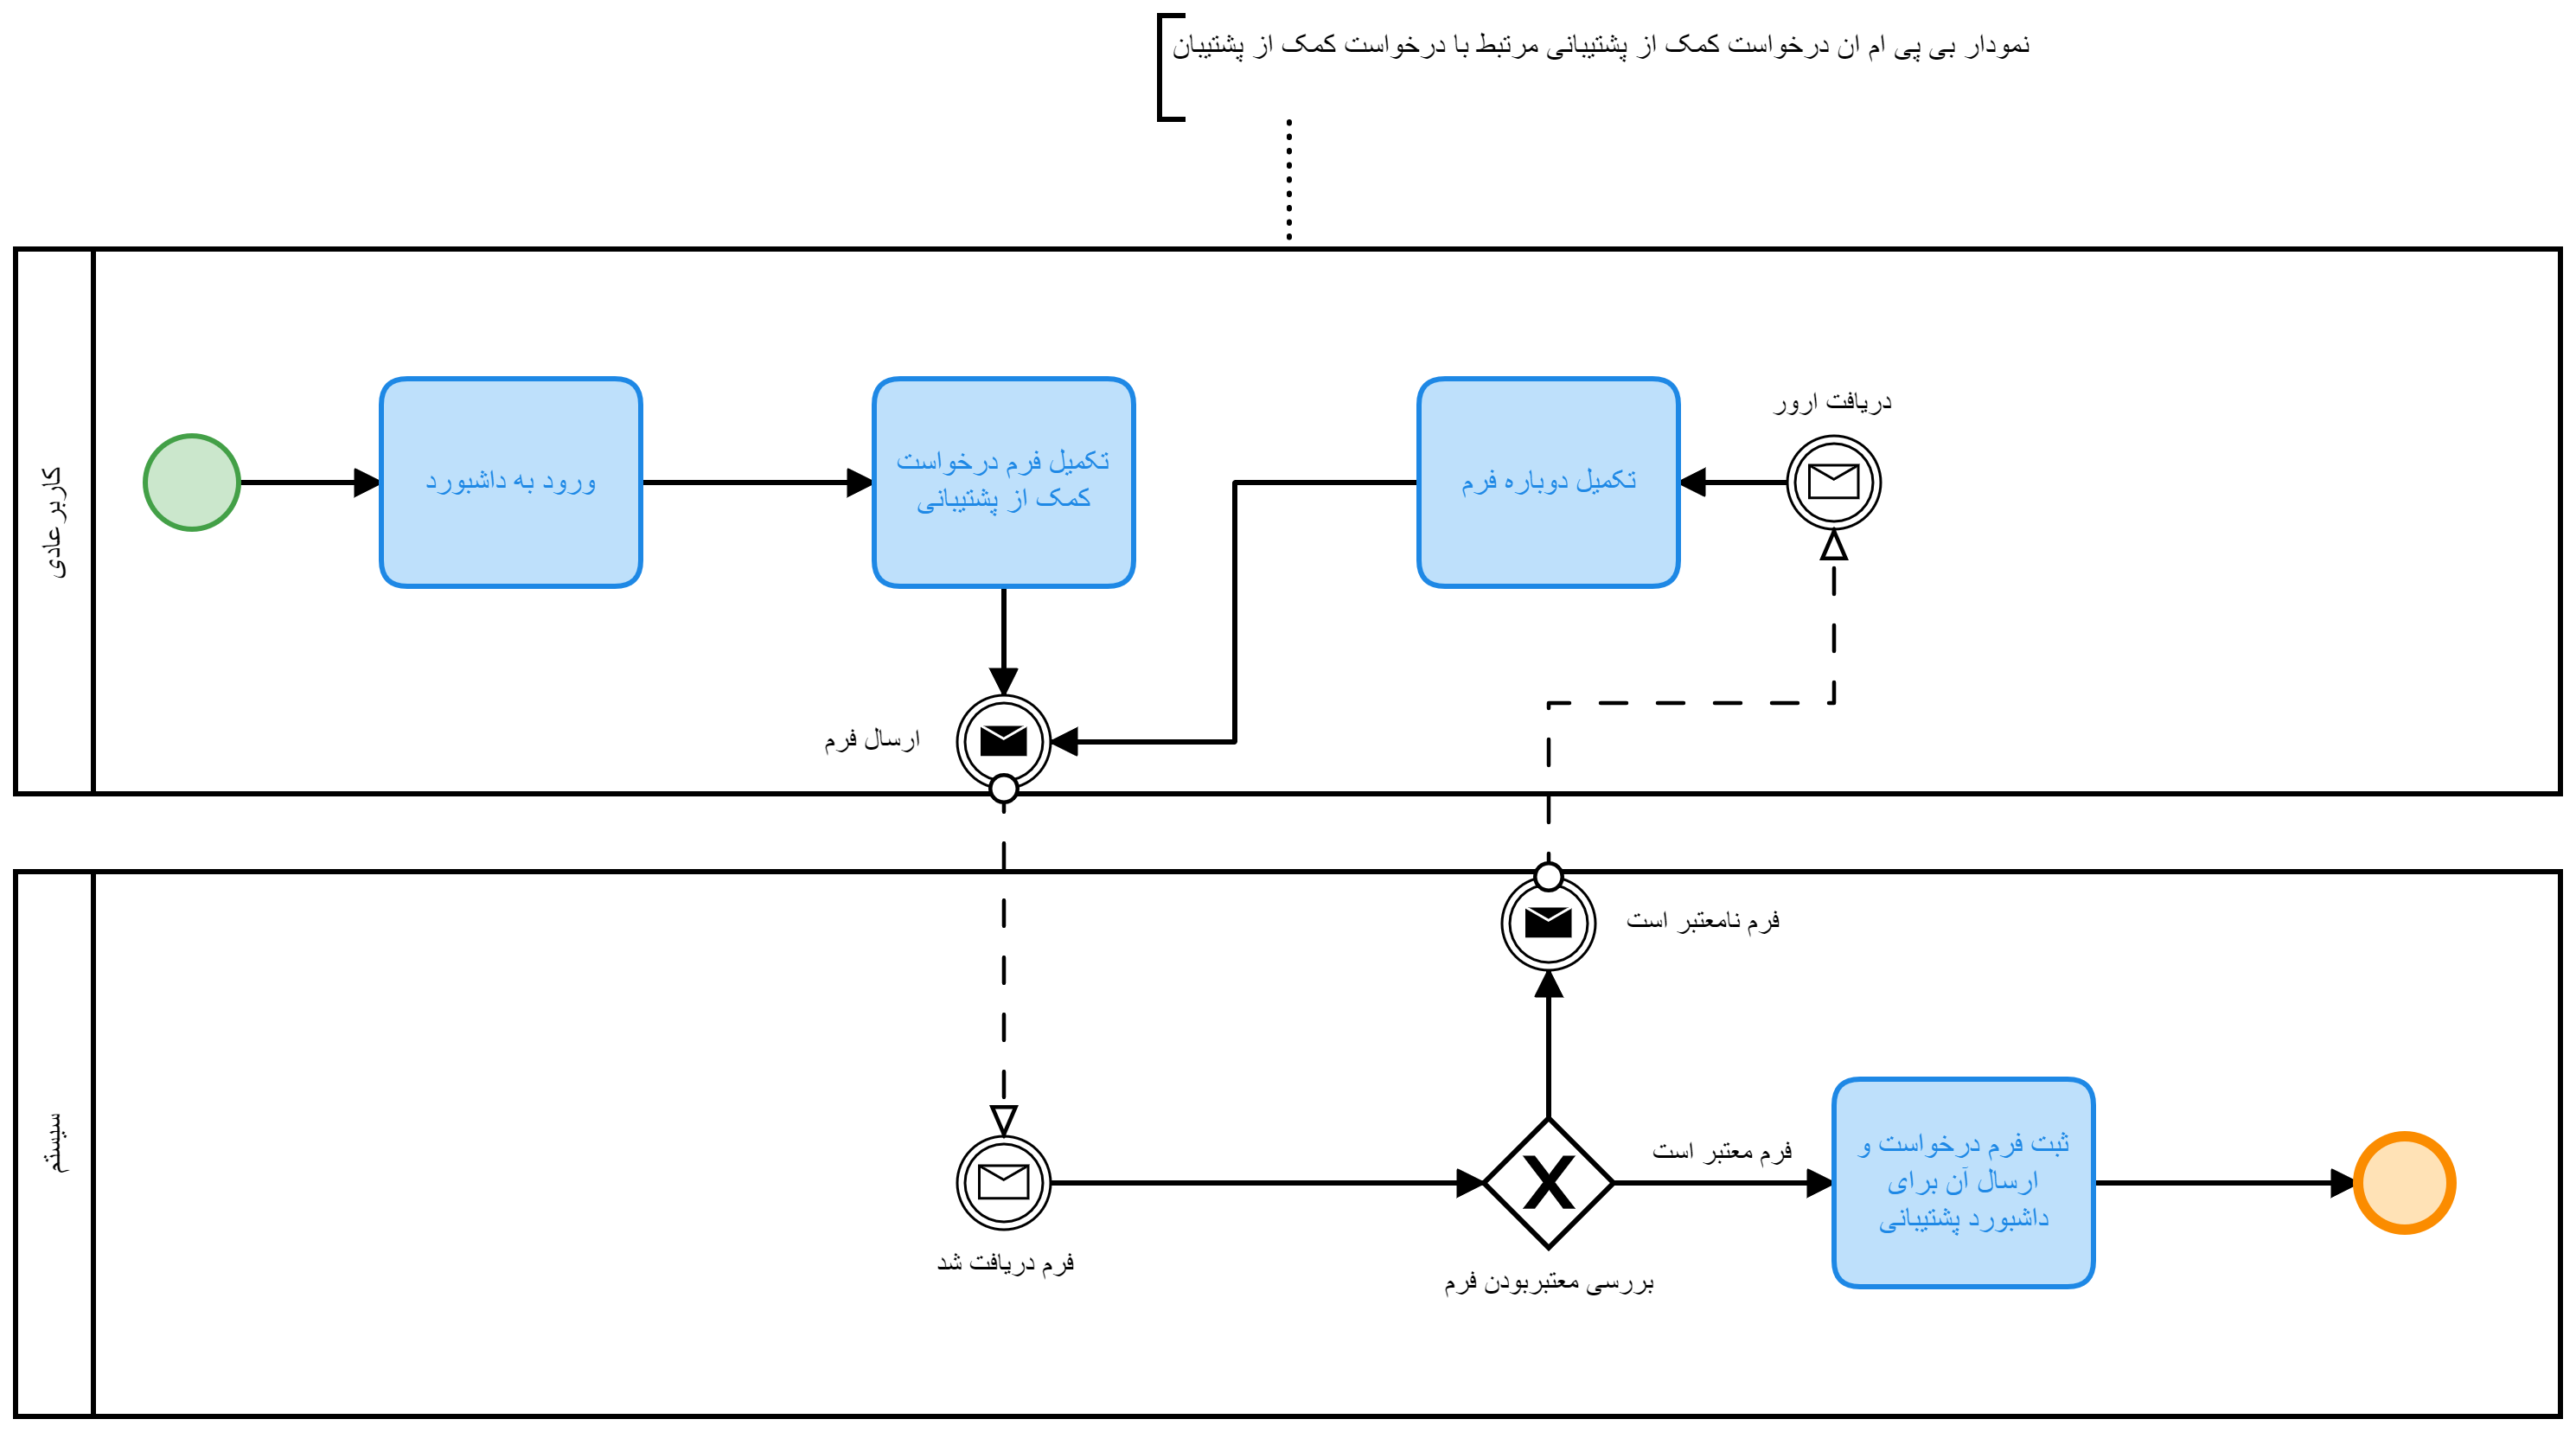 نمودار بی پی ام ان درخواست کمک از پشتیبانی مرتبط با درخواست کمک از پشتیبان
کاربر عادی
ورود به داشبورد
تکمیل فرم درخواست
کمک از پشتیبانی
تکمیل دوباره فرم
دریافت ارور
ارسال فرم
سیستم
فرم نامعتبر است
فرم دریافت شد
بررسی معتبربودن فرم
فرم معتبر است
ثبت فرم درخواست و
ارسال آن برای
داشبورد پشتیبانی